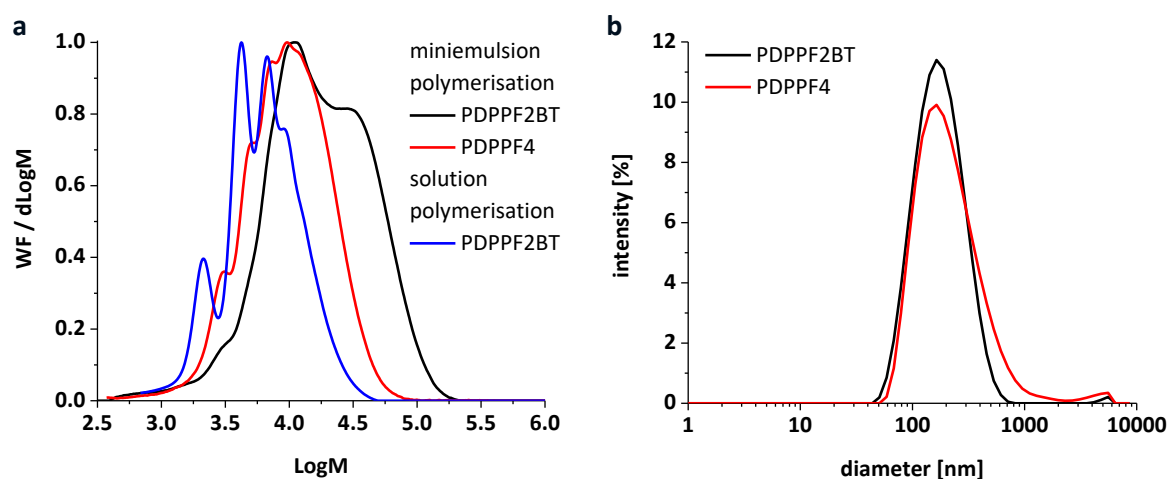 a
WF / dLogM
1.0
0.8
0.6
0.4
0.2
0.0
miniemulsion
polymerisation
PDPPF2BT
PDPPF4
solution
polymerisation
PDPPF2BT
2.5 3.0 3.5 4.0 4.5 5.0 5.5 6.0
LogM
b
intensity [%]
12
10
8
6
4
2
0
PDPPF2BT
PDPPF4
1 10 100 1000 10000
diameter [nm]